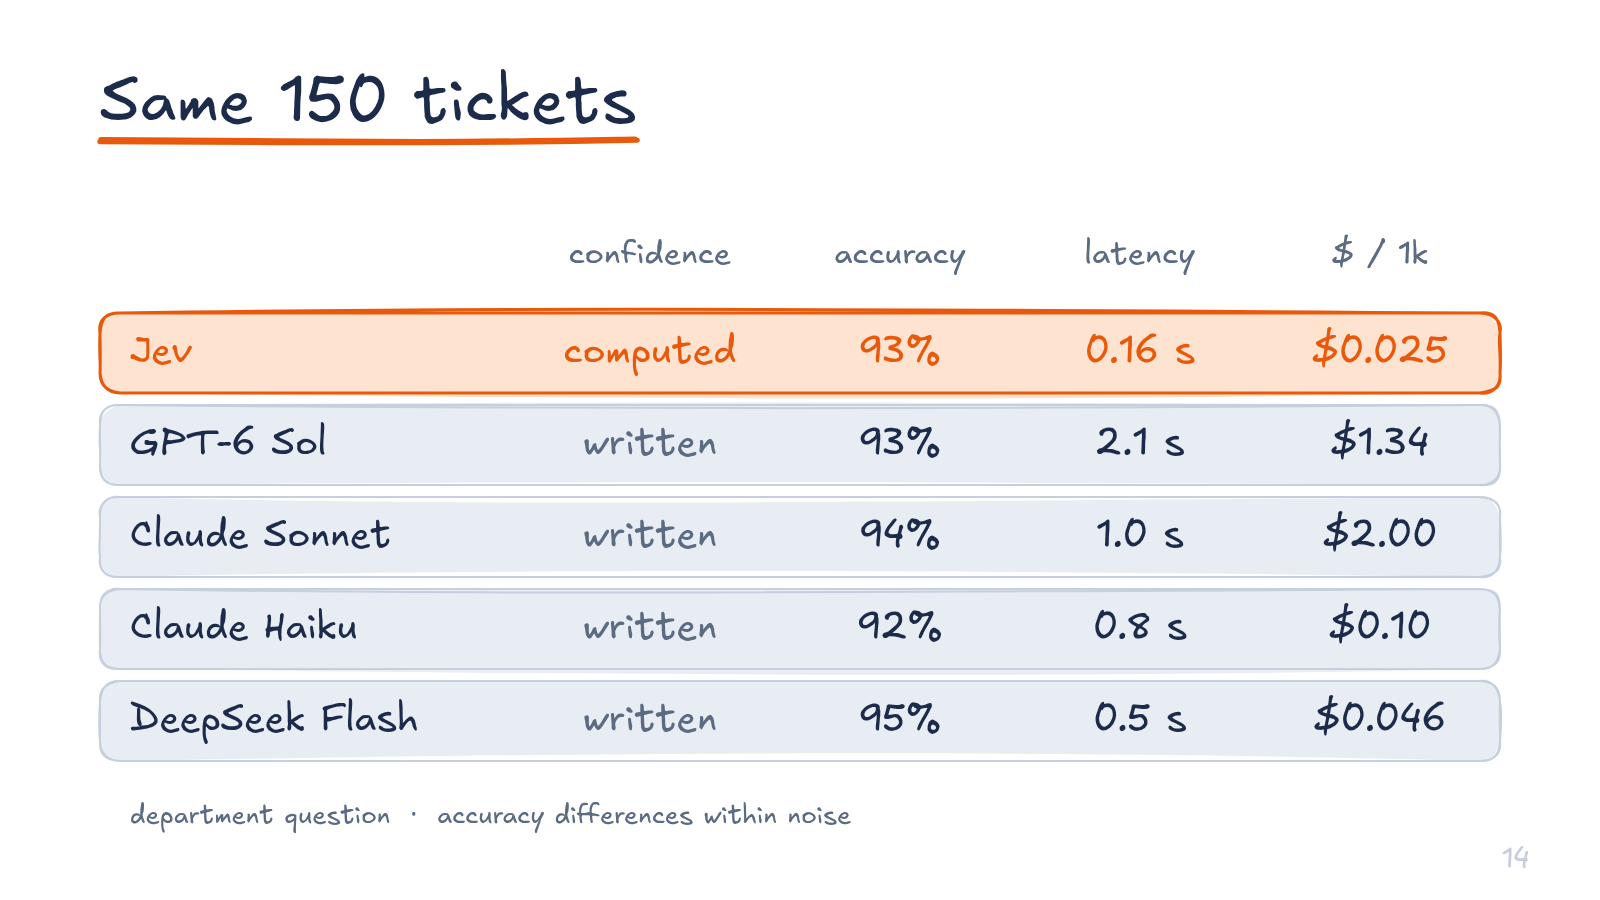 Same 150 tickets
confidence accuracy latency $ / 1k
Jev computed 93% 0.16 s $0.025
GPT-6 Sol written 93% 2.1 s $1.34
Claude Sonnet written 94% 1.0 s $2.00
Claude Haiku written 92% 0.8 s $0.10
DeepSeek Flash written 95% 0.5 s $0.046
department question · accuracy differences within noise
14